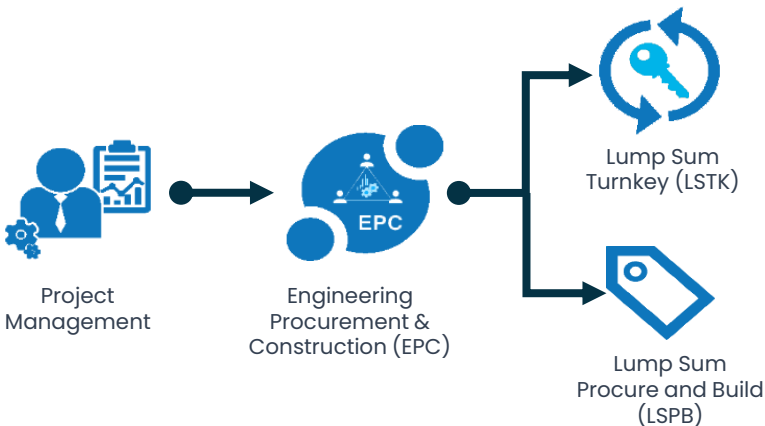 Project
Management
EPC
Engineering
Procurement &
Construction (EPC)
Lump Sum
Turnkey (LSTK)
Lump Sum
Procure and Build
(LSPB)